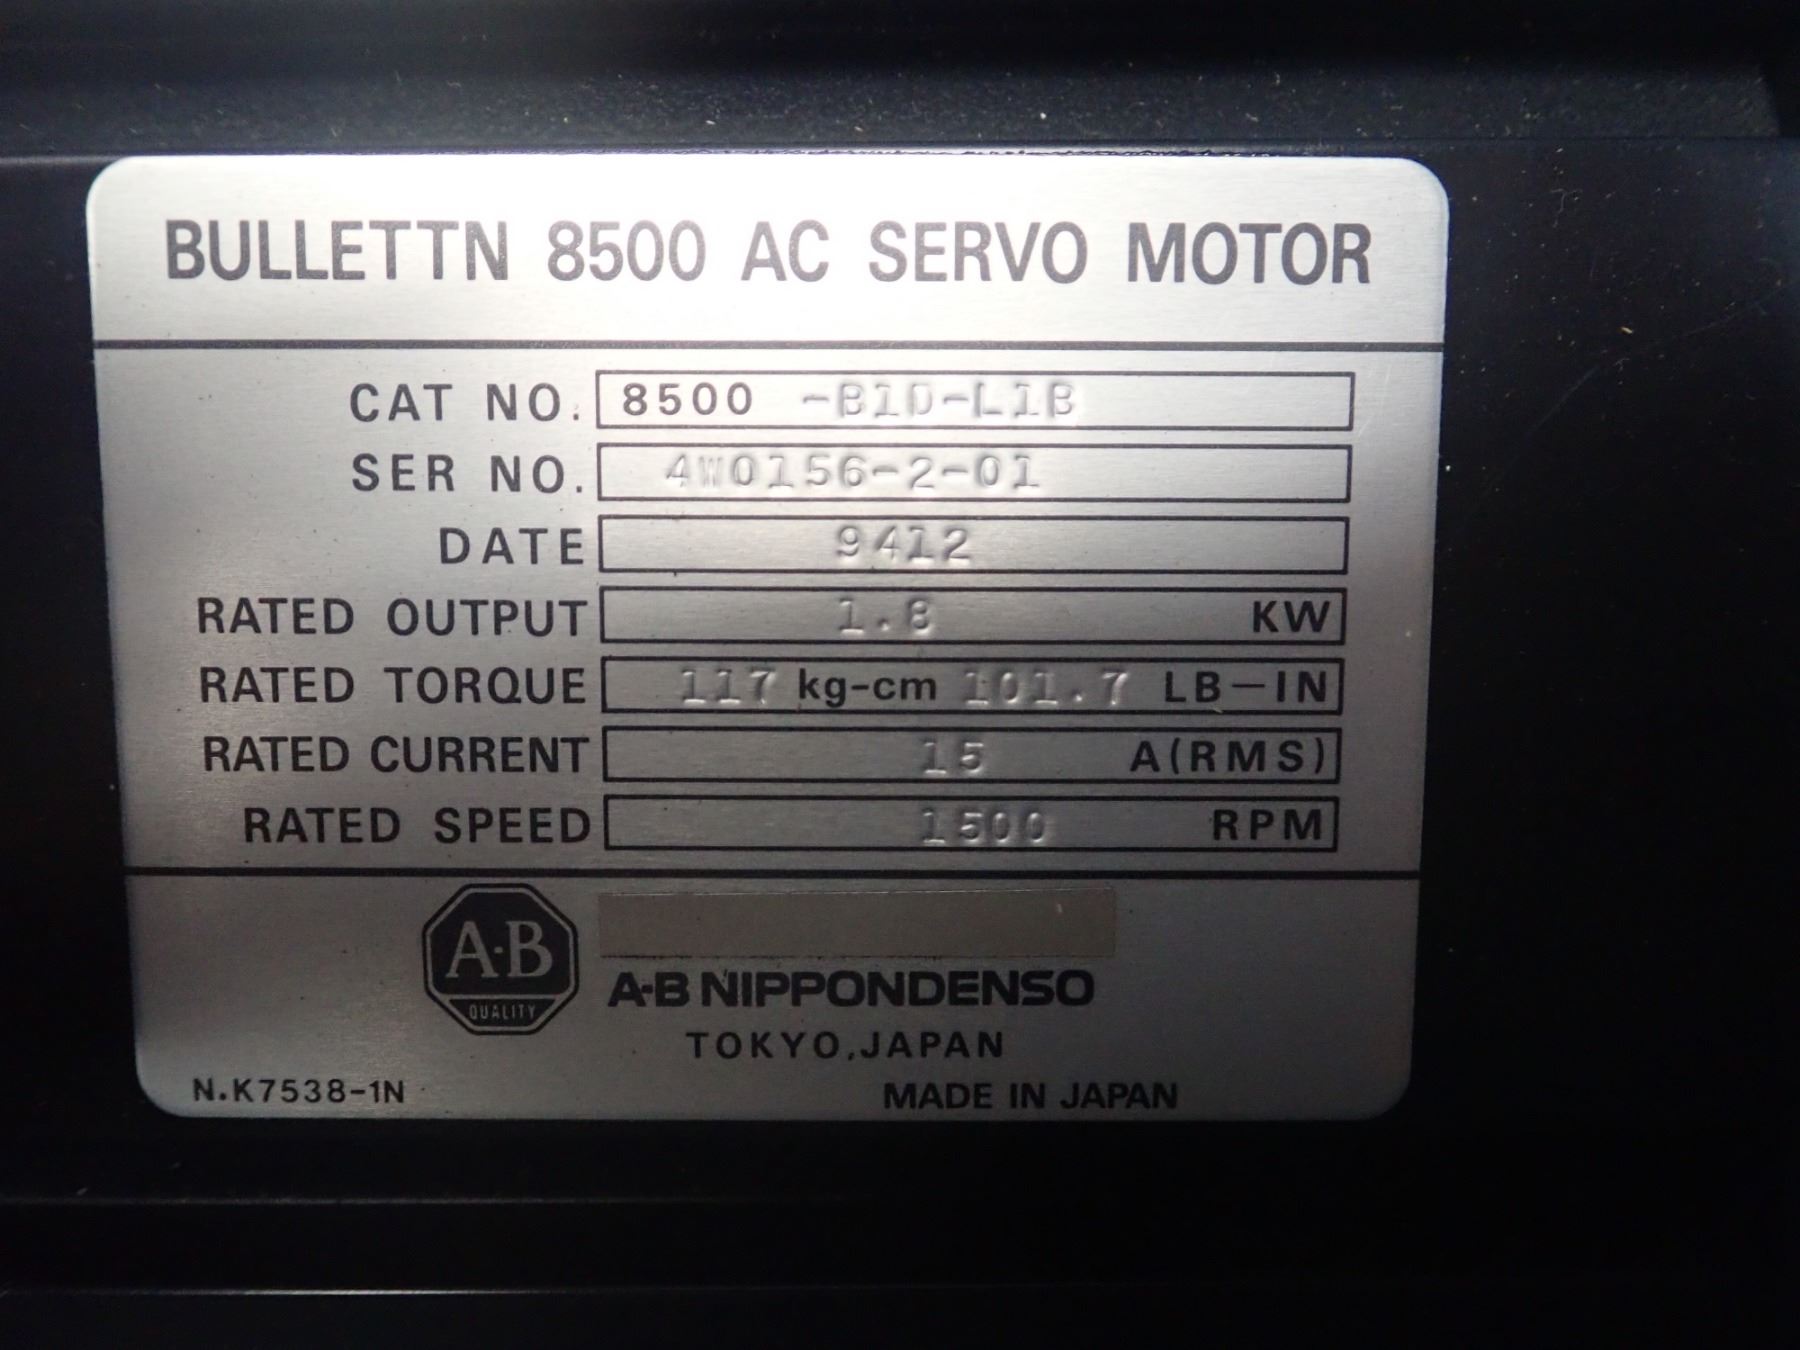 BULLETTN 8500 AC SERVO MOTOR
CAT NO. 8500 -B1D-L1B
SER NO. 4W0156-2-01
DATE 9412
RATED OUTPUT 1.8 KW
RATED TORQUE 117 kg-cm 101.7 LB-IN
RATED CURRENT 15 A(RMS)
RATED SPEED 1500 RPM
A·B
QUALITY
A-B NIPPONDENSO
TOKYO,JAPAN
N.K7538-1N MADE IN JAPAN